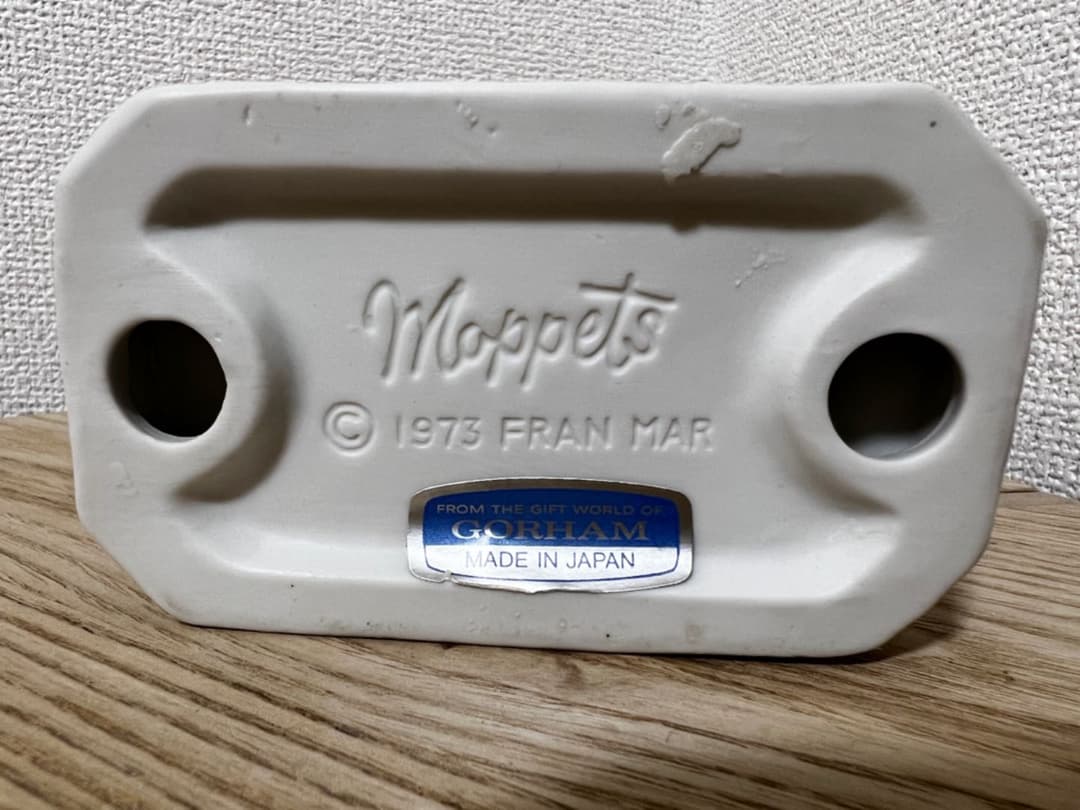 Moppets
© 1973 FRAN MAR
FROM THE GIFT WORLD OF
GORHAM
MADE IN JAPAN